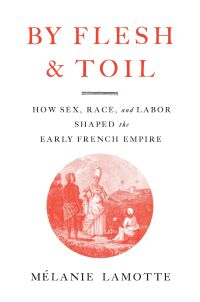 BY FLESH
& TOIL
HOW SEX, RACE, and LABOR
SHAPED the
EARLY FRENCH EMPIRE
MÉLANIE LAMOTTE